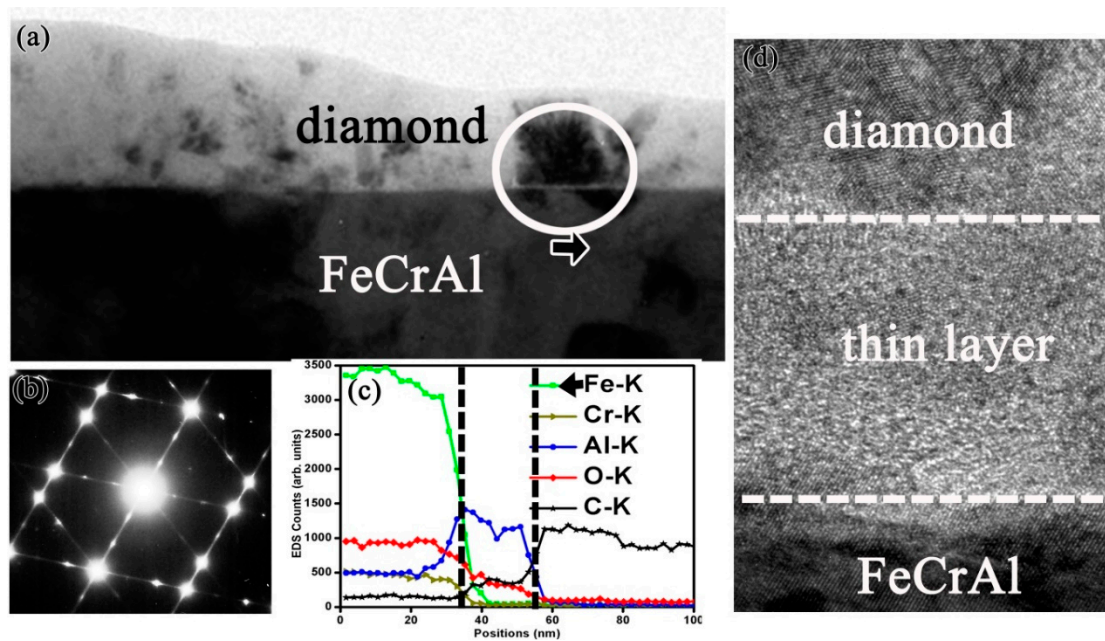 (a)
diamond
FeCrAl
(b)
(c)
EDS Counts (arb. units)
3500
3000
2500
2000
1500
1000
500
0
Fe-K
Cr-K
Al-K
O-K
C-K
0 20 40 60 80 100
Positions (nm)
(d)
diamond
thin layer
FeCrAl